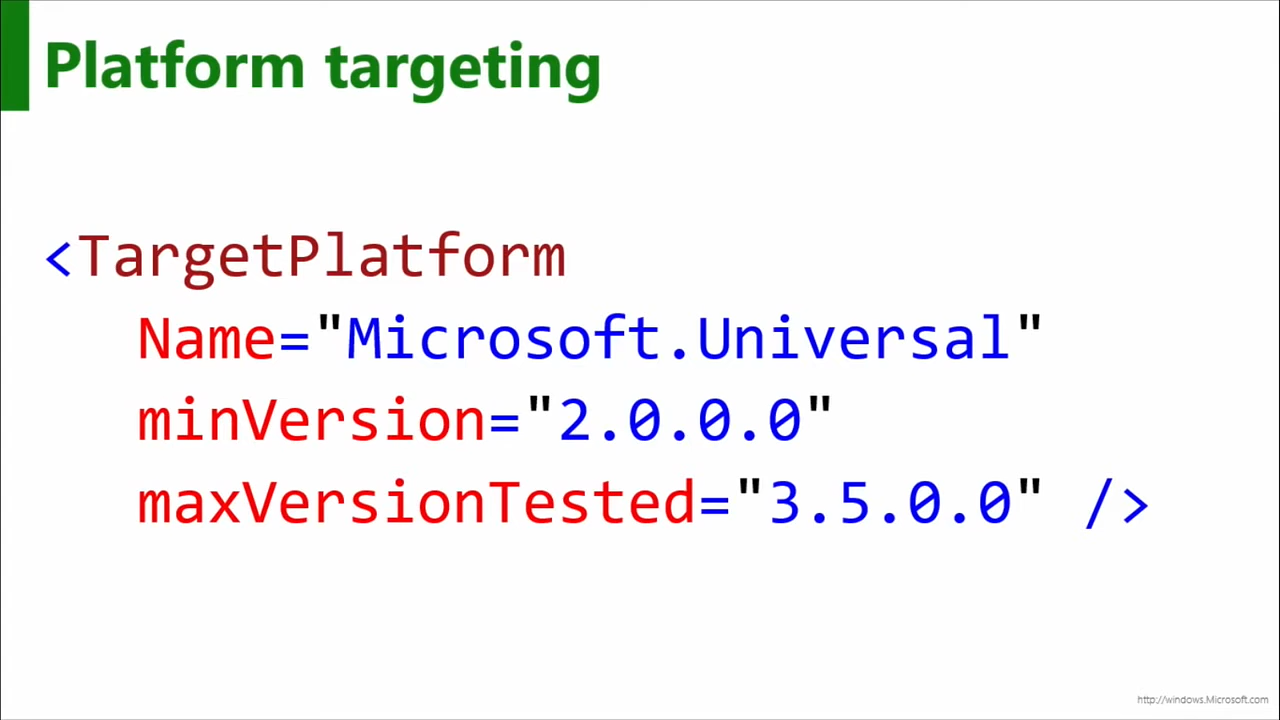 Platform targeting
<TargetPlatform
Name="Microsoft.Universal"
minVersion="2.0.0.0"
maxVersionTested="3.5.0.0" />
http://windows.Microsoft.com